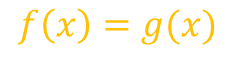 f(x) = g(x)